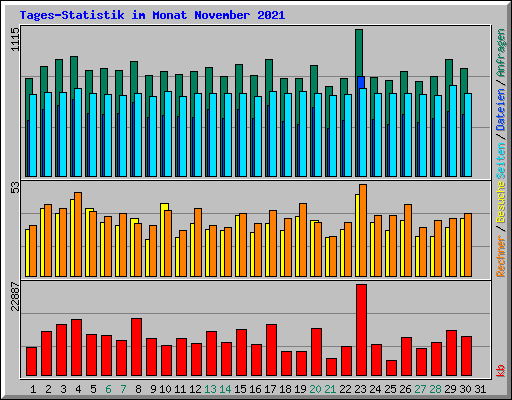 Tages-Statistik im Monat November 2021
1115
53
22887
Rechner / Besuche Seiten / Dateien / Anfragen
kb
1 2 3 4 5 6 7 8 9 10 11 12 13 14 15 16 17 18 19 20 21 22 23 24 25 26 27 28 29 30 31